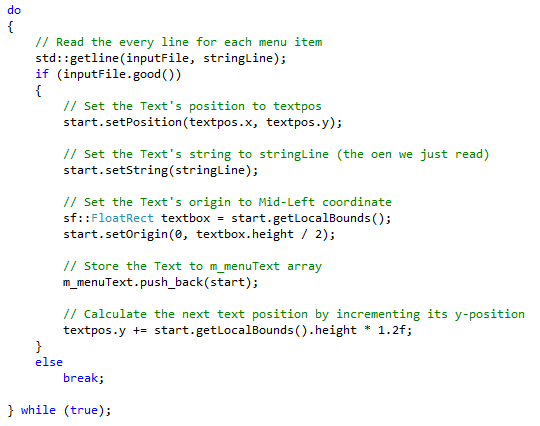 do
{
    // Read the every line for each menu item
    std::getline(inputFile, stringLine);
    if (inputFile.good())
    {
        // Set the Text's position to textpos
        start.setPosition(textpos.x, textpos.y);

        // Set the Text's string to stringLine (the oen we just read)
        start.setString(stringLine);

        // Set the Text's origin to Mid-Left coordinate
        sf::FloatRect textbox = start.getLocalBounds();
        start.setOrigin(0, textbox.height / 2);

        // Store the Text to m_menuText array
        m_menuText.push_back(start);

        // Calculate the next text position by incrementing its y-position
        textpos.y += start.getLocalBounds().height * 1.2f;
    }
    else
        break;

} while (true);